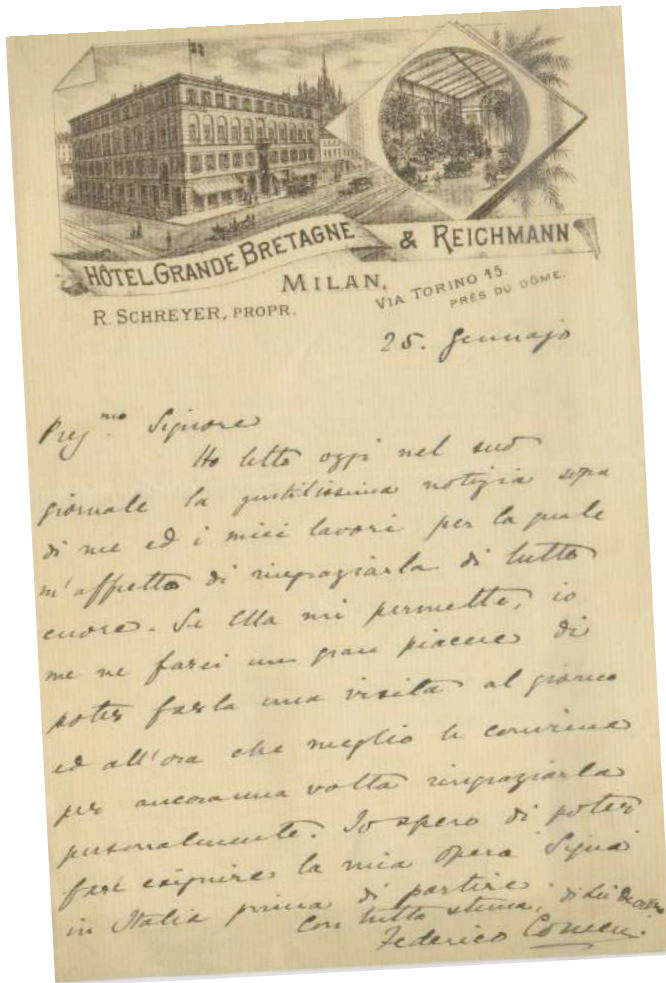 HÔTEL GRANDE BRETAGNE & REICHMANN
MILAN,
R. SCHREYER, PROPR.
VIA TORINO 45.
PRÈS DU DÔME.
25. Gennajo
Preg.mo Signore
Ho letto oggi nel suo
giornale la gentilissima notizia sopra
di me ed i miei lavori per la quale
m'affretto di ringraziarla di tutto
cuore. Se Ella mi permette, io
me ne farei un gran piacere di
poter farla una visita al giorno
ed all'ora che meglio le conviene
per ancora una volta ringraziarla
personalmente. Io spero di poter
fare eseguire la mia opera Signa
in Italia prima di partire.
Con tutta stima, di Lei
Federico Cowen.